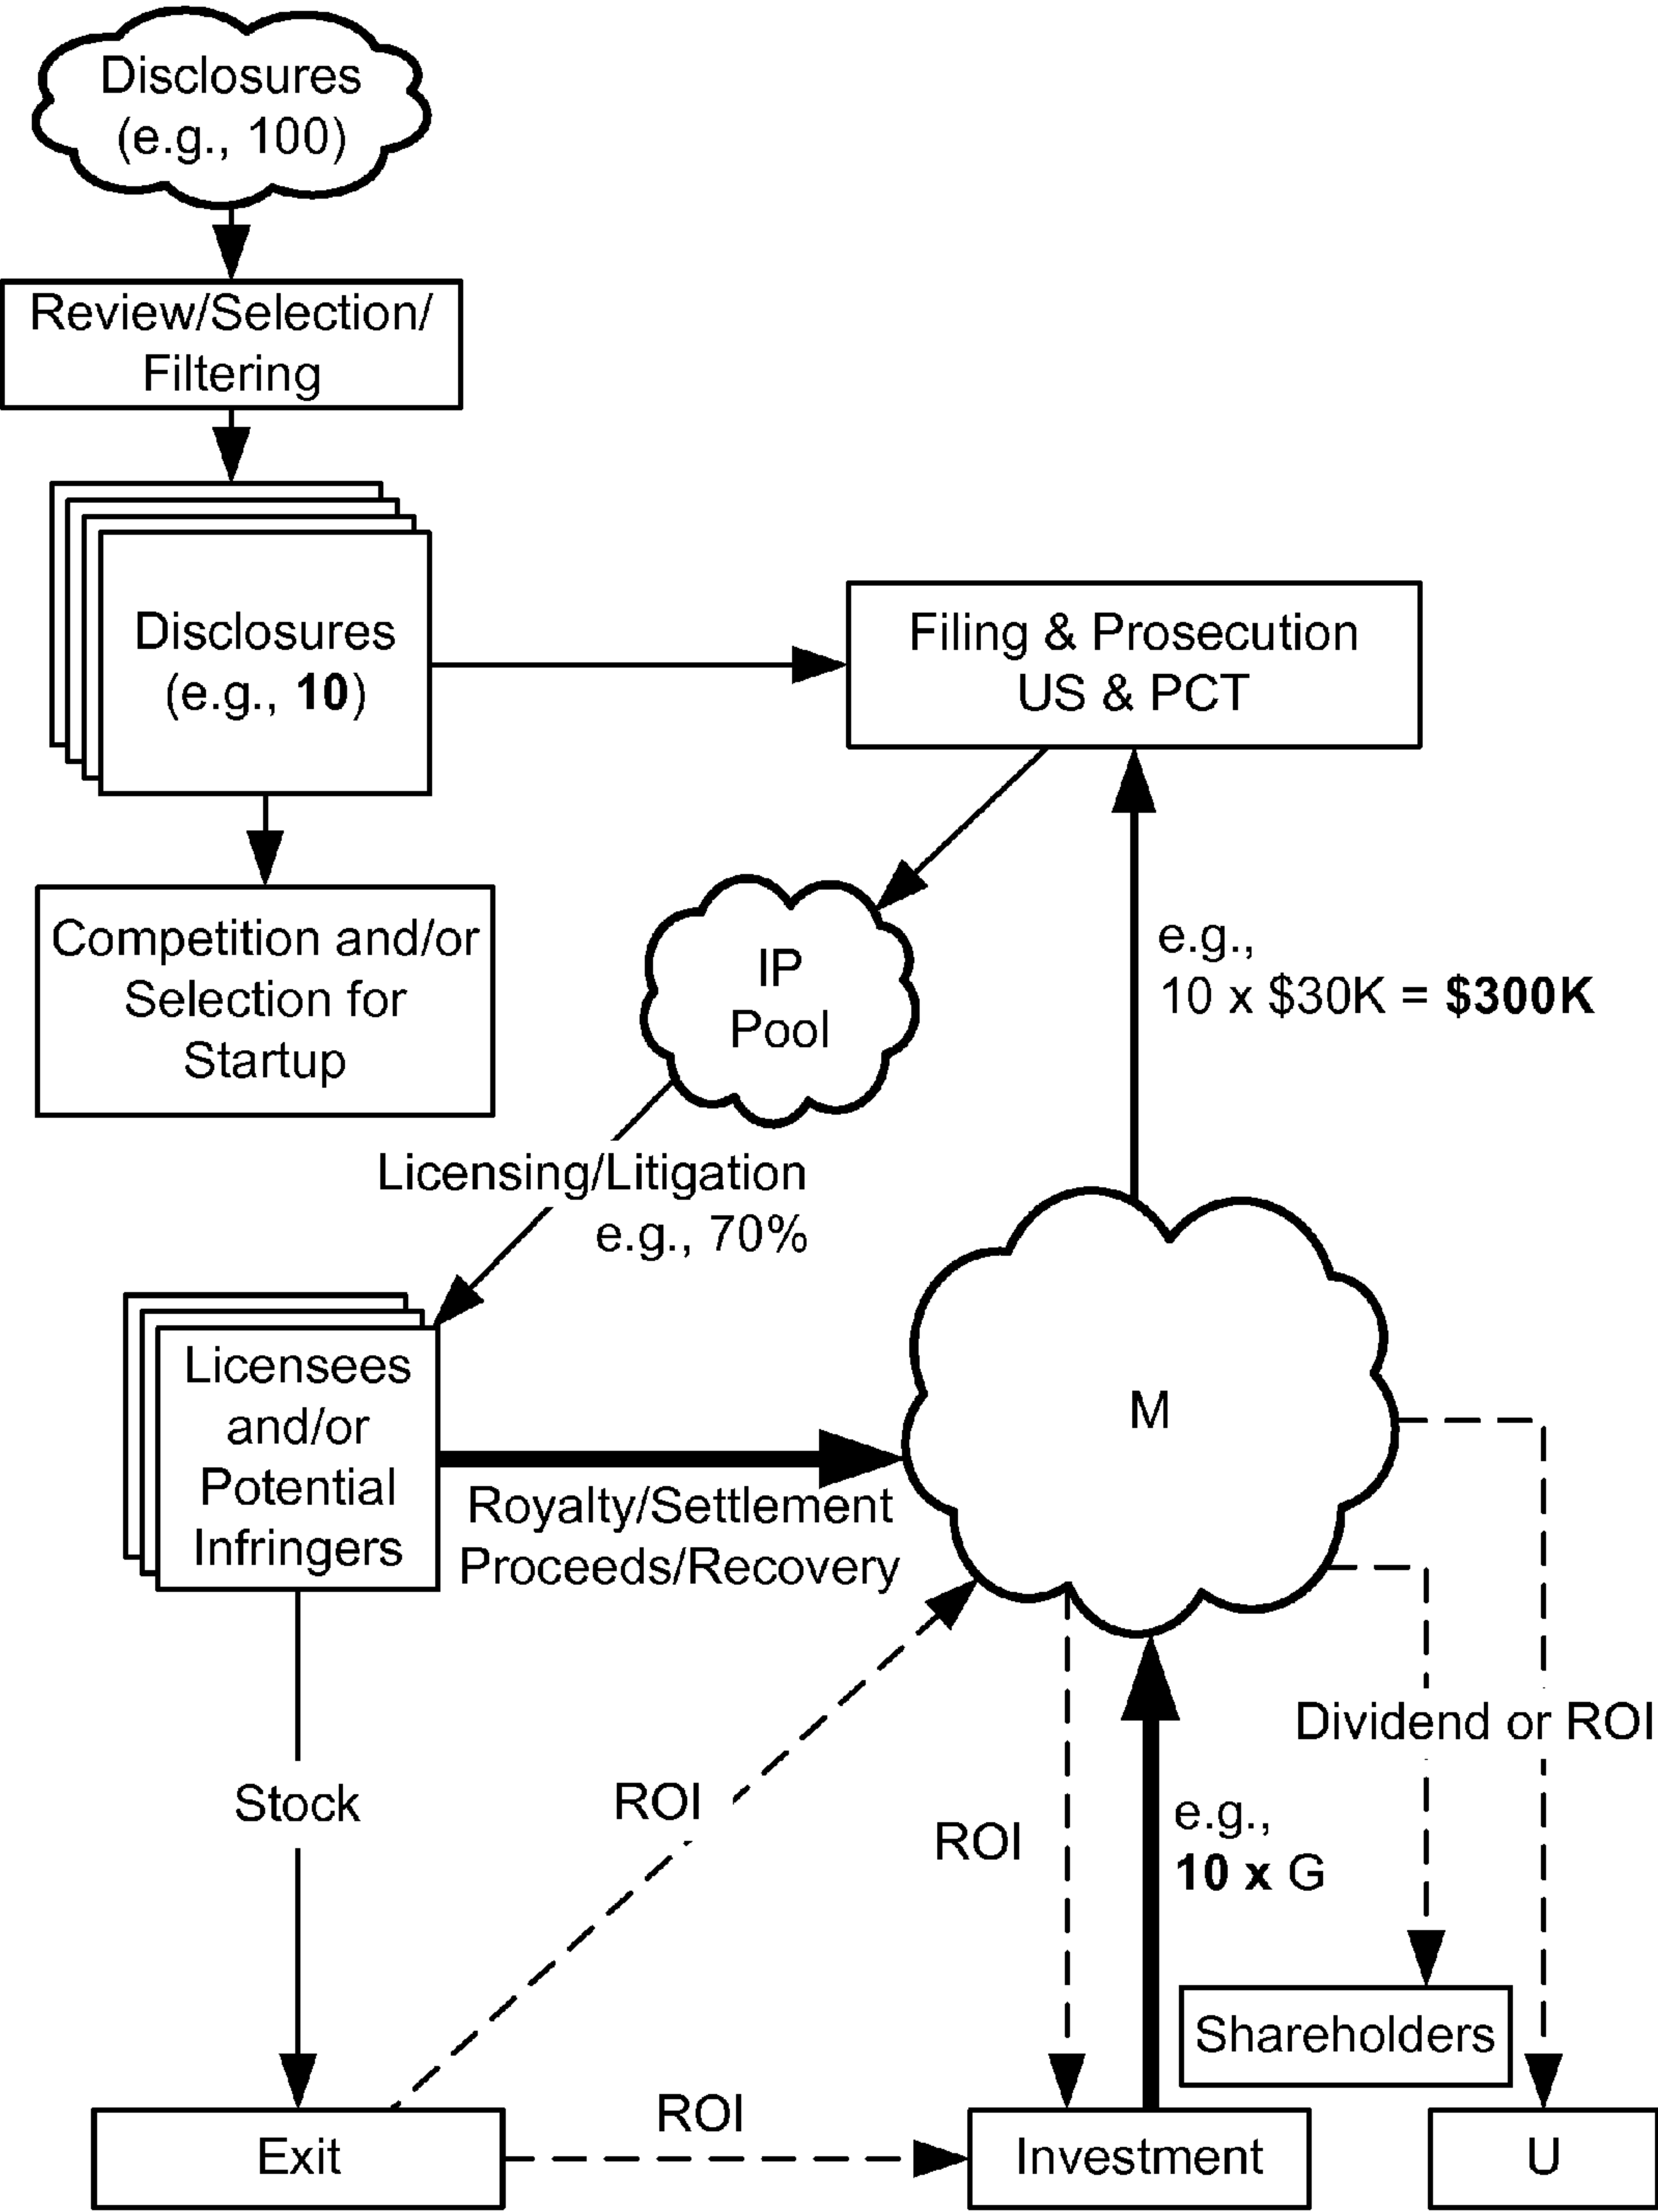 Disclosures
(e.g., 100)
Review/Selection/
Filtering
Disclosures
(e.g., 10)
Filing & Prosecution
US & PCT
Competition and/or
Selection for
Startup
IP
Pool
e.g.,
10 x $30K = $300K
Licensing/Litigation
e.g., 70%
Licensees
and/or
Potential
Infringers
M
Royalty/Settlement
Proceeds/Recovery
Dividend or ROI
Stock
ROI
ROI
e.g.,
10 x G
Shareholders
ROI
Exit
Investment
U